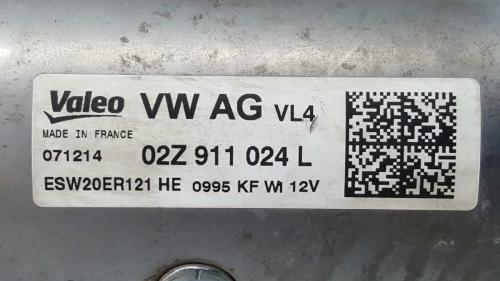 Valeo VW AG VL4
MADE IN FRANCE
071214 02Z 911 024 L
ESW20ER121 HE 0995 KF WI 12V